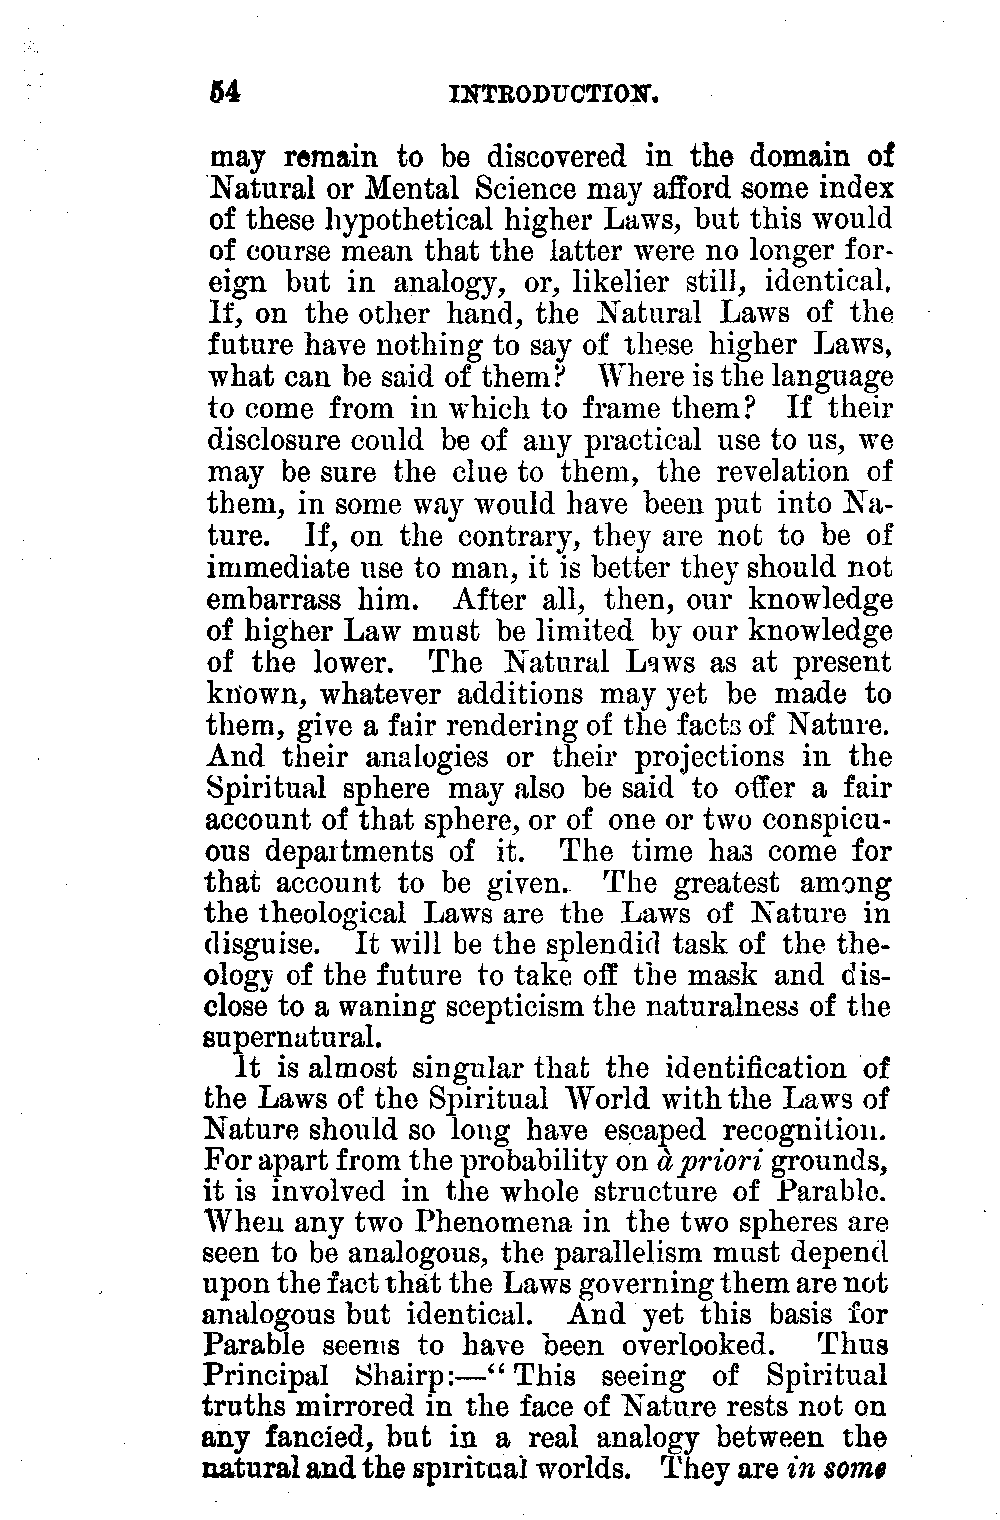 54 INTRODUCTION.
may remain to be discovered in the domain of
Natural or Mental Science may afford some index
of these hypothetical higher Laws, but this would
of course mean that the latter were no longer for-
eign but in analogy, or, likelier still, identical.
If, on the other hand, the Natural Laws of the
future have nothing to say of these higher Laws,
what can be said of them? Where is the language
to come from in which to frame them? If their
disclosure could be of any practical use to us, we
may be sure the clue to them, the revelation of
them, in some way would have been put into Na-
ture. If, on the contrary, they are not to be of
immediate use to man, it is better they should not
embarrass him. After all, then, our knowledge
of higher Law must be limited by our knowledge
of the lower. The Natural Laws as at present
known, whatever additions may yet be made to
them, give a fair rendering of the facts of Nature.
And their analogies or their projections in the
Spiritual sphere may also be said to offer a fair
account of that sphere, or of one or two conspicu-
ous departments of it. The time has come for
that account to be given. The greatest among
the theological Laws are the Laws of Nature in
disguise. It will be the splendid task of the the-
ology of the future to take off the mask and dis-
close to a waning scepticism the naturalness of the
supernatural.
It is almost singular that the identification of
the Laws of the Spiritual World with the Laws of
Nature should so long have escaped recognition.
For apart from the probability on à priori grounds,
it is involved in the whole structure of Parable.
When any two Phenomena in the two spheres are
seen to be analogous, the parallelism must depend
upon the fact that the Laws governing them are not
analogous but identical. And yet this basis for
Parable seems to have been overlooked. Thus
Principal Shairp:—“This seeing of Spiritual
truths mirrored in the face of Nature rests not on
any fancied, but in a real analogy between the
natural and the spiritual worlds. They are in some